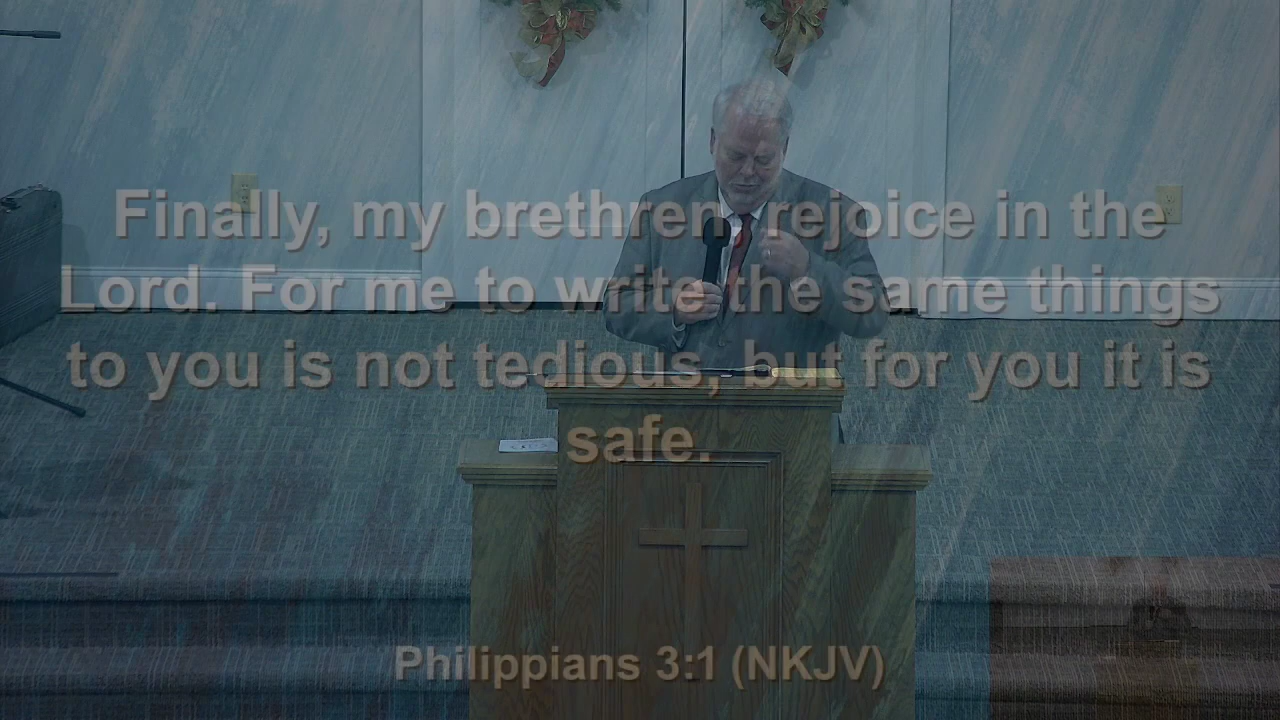 Finally, my brethren, rejoice in the
Lord. For me to write the same things
to you is not tedious, but for you it is
safe.
Philippians 3:1 (NKJV)